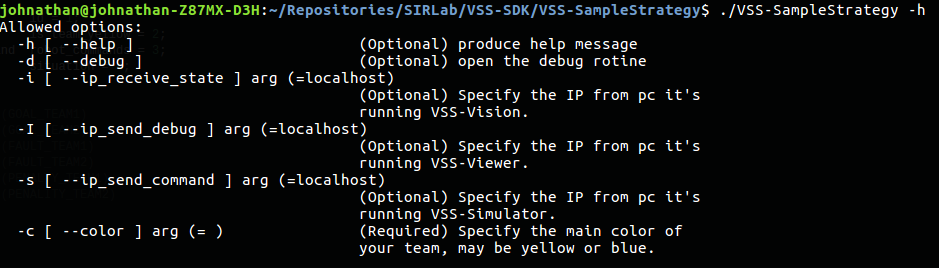 johnathan@johnathan-Z87MX-D3H:~/Repositories/SIRLab/VSS-SDK/VSS-SampleStrategy$ ./VSS-SampleStrategy -h
Allowed options:
-h [ --help ] (Optional) produce help message
-d [ --debug ] (Optional) open the debug rotine
-i [ --ip_receive_state ] arg (=localhost)
(Optional) Specify the IP from pc it's
running VSS-Vision.
-I [ --ip_send_debug ] arg (=localhost)
(Optional) Specify the IP from pc it's
running VSS-Viewer.
-s [ --ip_send_command ] arg (=localhost)
(Optional) Specify the IP from pc it's
running VSS-Simulator.
-c [ --color ] arg (= ) (Required) Specify the main color of
your team, may be yellow or blue.